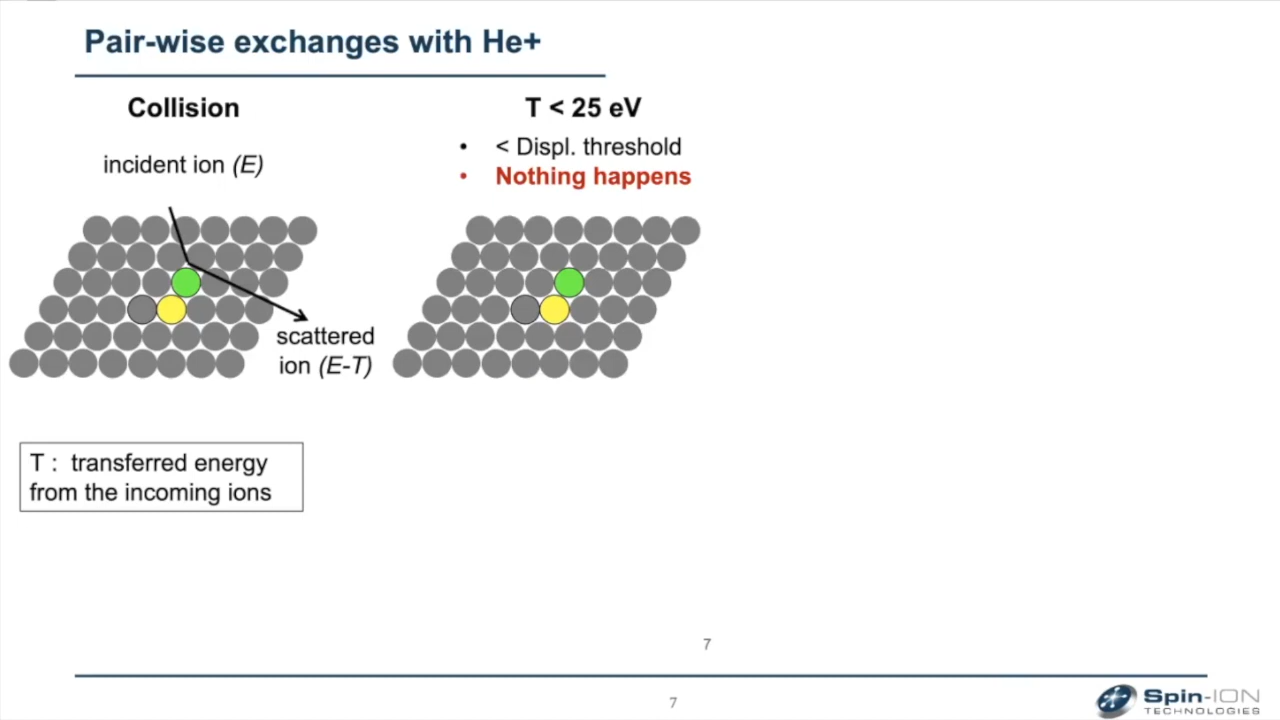 Pair-wise exchanges with He+
Collision
incident ion (E)
scattered
ion (E-T)
T < 25 eV
• < Displ. threshold
• Nothing happens
T : transferred energy
from the incoming ions
7
7
Spin-ION
TECHNOLOGIES